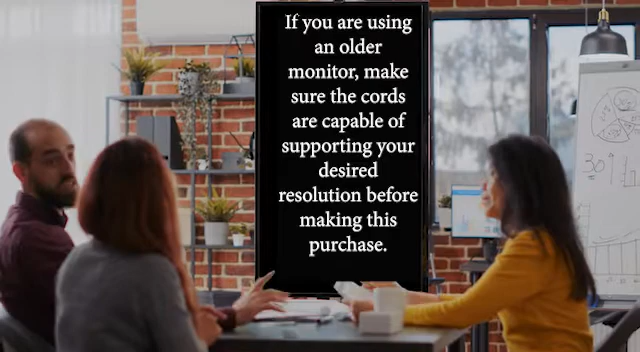 If you are using
an older
monitor, make
sure the cords
are capable of
supporting your
desired
resolution before
making this
purchase.
30°